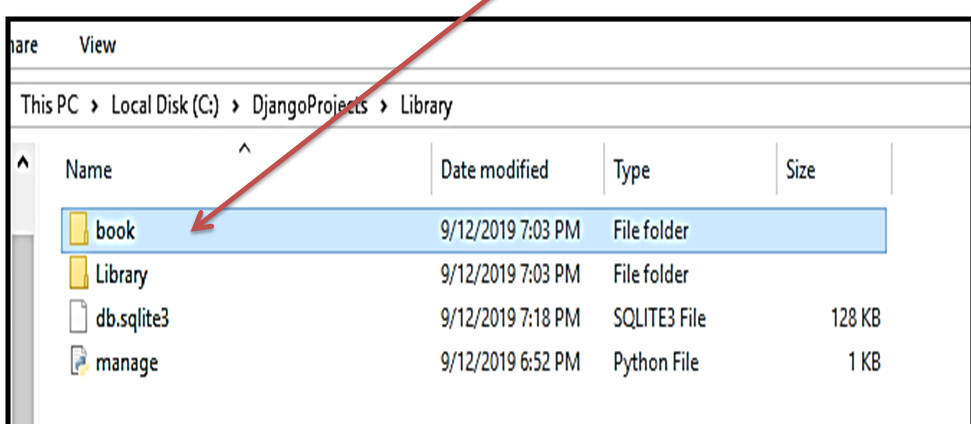 View
This PC > Local Disk (C:) > DjangoProjects > Library
Name Date modified Type Size
book 9/12/2019 7:03 PM File folder
Library 9/12/2019 7:03 PM File folder
db.sqlite3 9/12/2019 7:18 PM SQLITE3 File 128 KB
manage 9/12/2019 6:52 PM Python File 1 KB